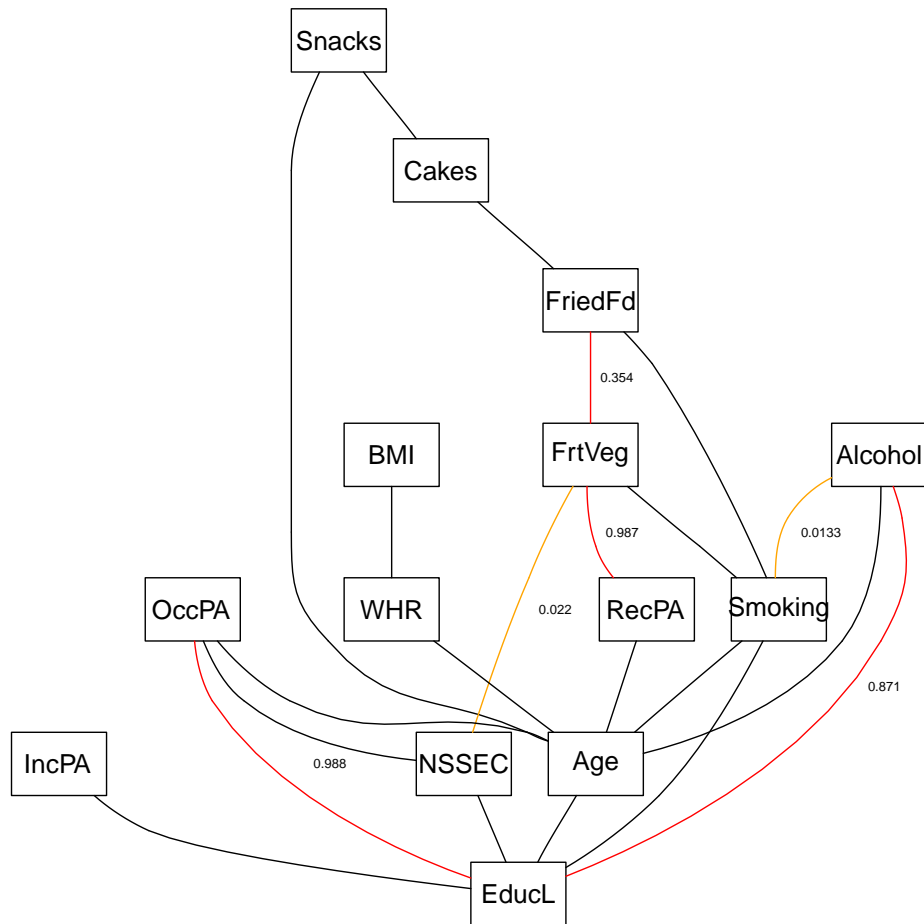 Snacks
Cakes
FriedFd
0.354
BMI
FrtVeg
Alcohol
0.987
0.0133
OccPA
WHR
RecPA
Smoking
0.022
0.871
IncPA
0.988
NSSEC
Age
EducL